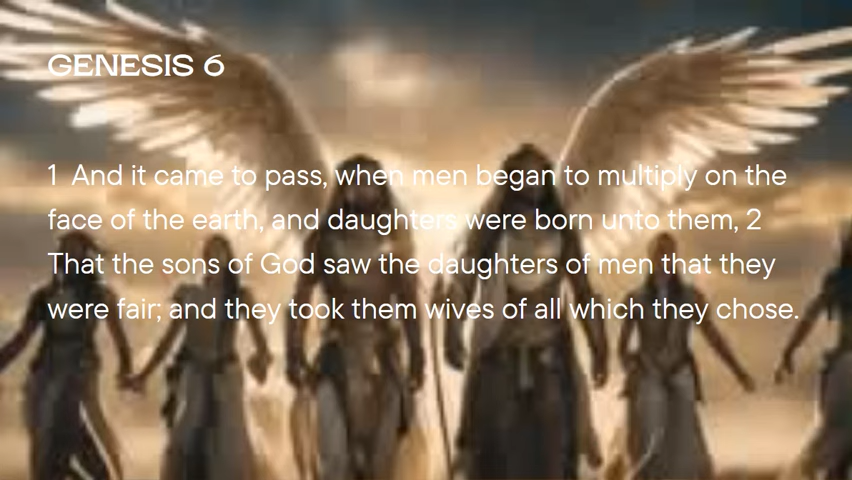 GENESIS 6
1 And it came to pass, when men began to multiply on the
face of the earth, and daughters were born unto them, 2
That the sons of God saw the daughters of men that they
were fair; and they took them wives of all which they chose.